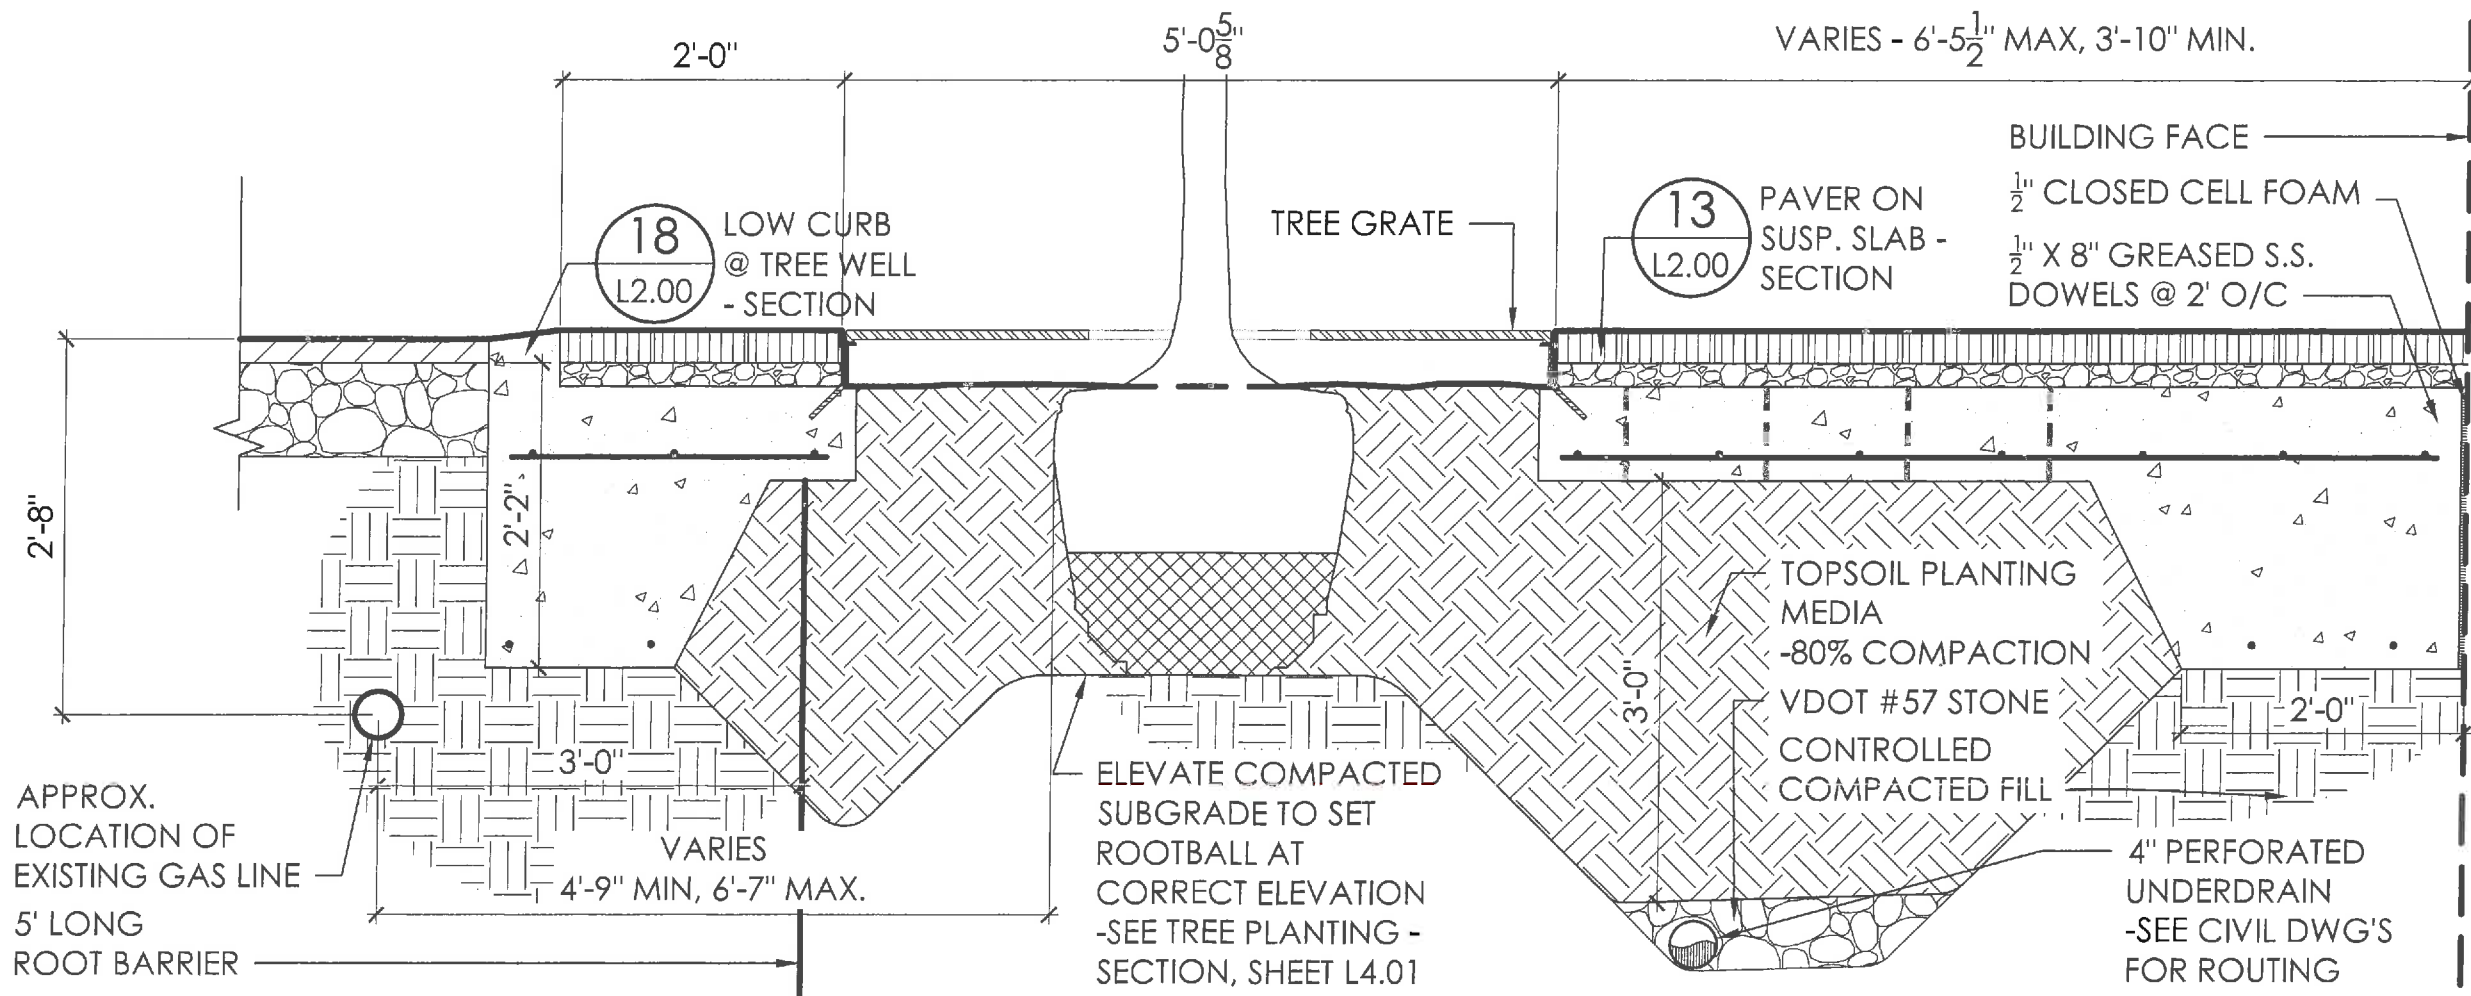 2'-0"
5'-0 5/8"
VARIES - 6'-5 1/2" MAX, 3'-10" MIN.
BUILDING FACE
1/2" CLOSED CELL FOAM
1/2" X 8" GREASED S.S.
DOWELS @ 2' O/C
18
L2.00
LOW CURB
@ TREE WELL
- SECTION
TREE GRATE
13
L2.00
PAVER ON
SUSP. SLAB -
SECTION
2'-8"
2'-2"
3'-0"
TOPSOIL PLANTING
MEDIA
-80% COMPACTION
VDOT #57 STONE
CONTROLLED
COMPACTED FILL
3'-0"
2'-0"
APPROX.
LOCATION OF
EXISTING GAS LINE
5' LONG
ROOT BARRIER
VARIES
4'-9" MIN, 6'-7" MAX.
ELEVATE COMPACTED
SUBGRADE TO SET
ROOTBALL AT
CORRECT ELEVATION
-SEE TREE PLANTING -
SECTION, SHEET L4.01
4" PERFORATED
UNDERDRAIN
-SEE CIVIL DWG'S
FOR ROUTING